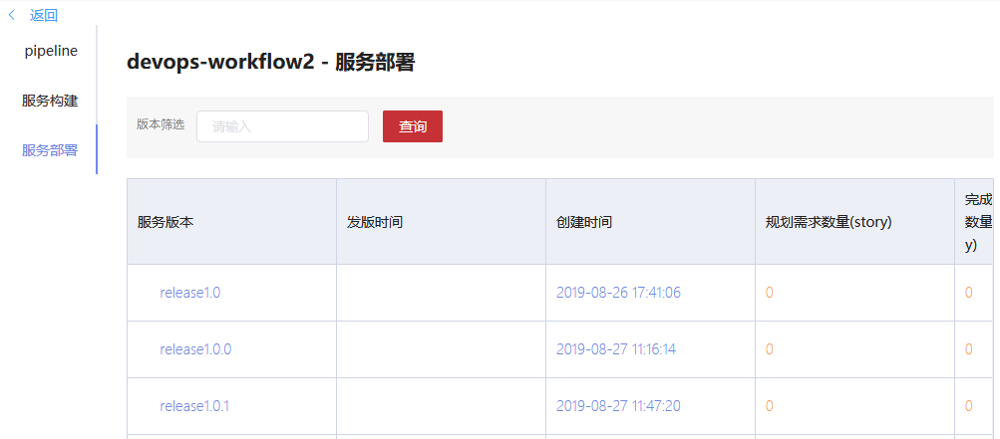 返回
pipeline
服务构建
服务部署
devops-workflow2 - 服务部署
版本筛选 请输入 查询
服务版本 发版时间 创建时间 规划需求数量(story) 完成
数量
y)
release1.0 2019-08-26 17:41:06 0 0
release1.0.0 2019-08-27 11:16:14 0 0
release1.0.1 2019-08-27 11:47:20 0 0